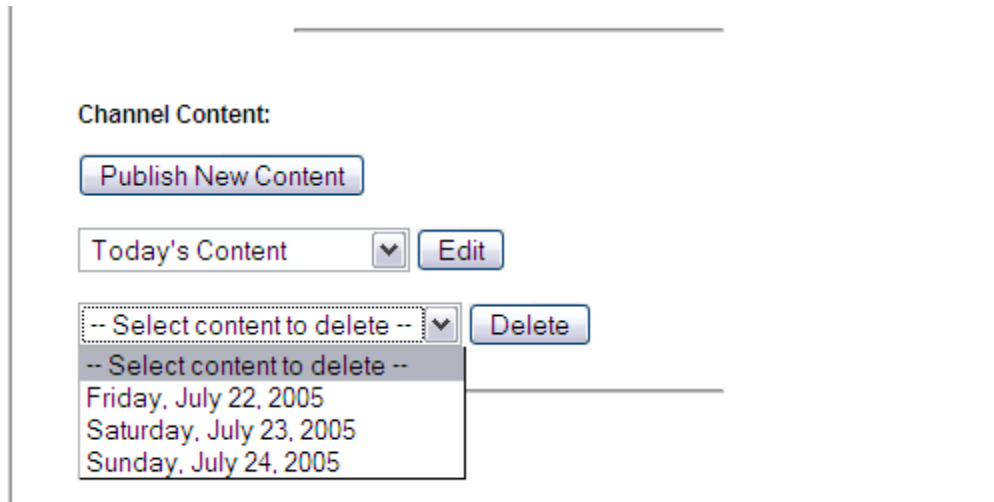 Channel Content:
Publish New Content
Today's Content Edit
-- Select content to delete -- Delete
-- Select content to delete --
Friday, July 22, 2005
Saturday, July 23, 2005
Sunday, July 24, 2005